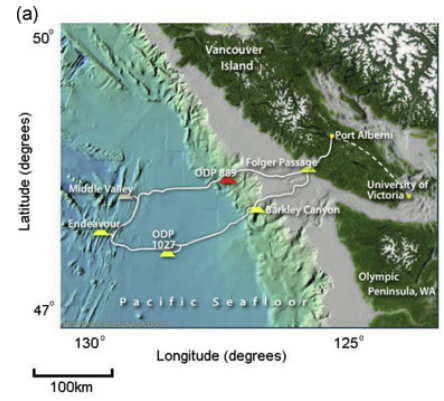 (a)
50°
Vancouver
Island
Port Alberni
Folger Passage
ODP 889
Middle Valley
University of
Victoria
Barkley Canyon
Endeavour
ODP
1027
Olympic
Peninsula, WA
Pacific Seafloor
47°
Latitude (degrees)
130°
125°
Longitude (degrees)
100km